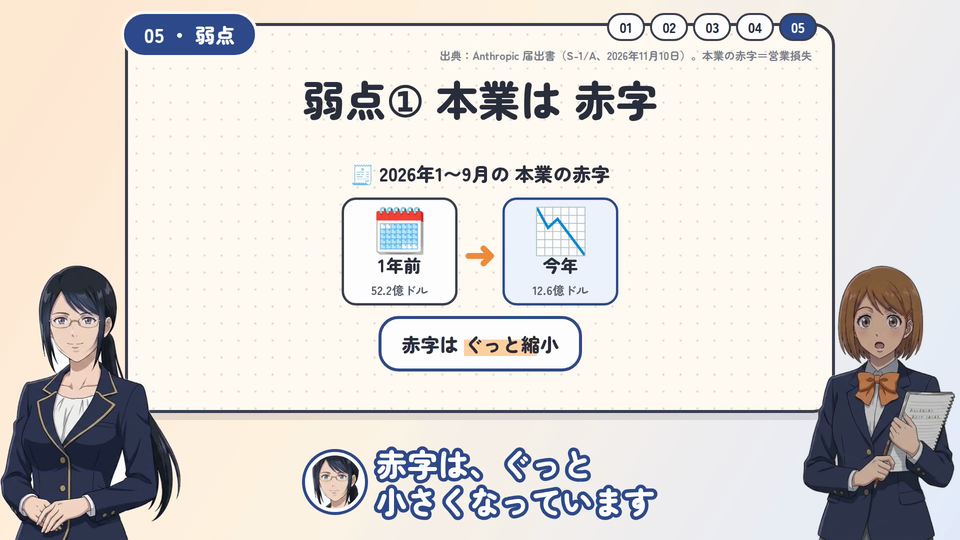 05 ・ 弱点
01 02 03 04 05
出典：Anthropic 届出書（S-1/A、2026年11月10日）。本業の赤字＝営業損失
弱点① 本業は 赤字
2026年1〜9月の 本業の赤字
1年前
52.2億ドル
今年
12.6億ドル
赤字は ぐっと縮小
赤字は、ぐっと
小さくなっています